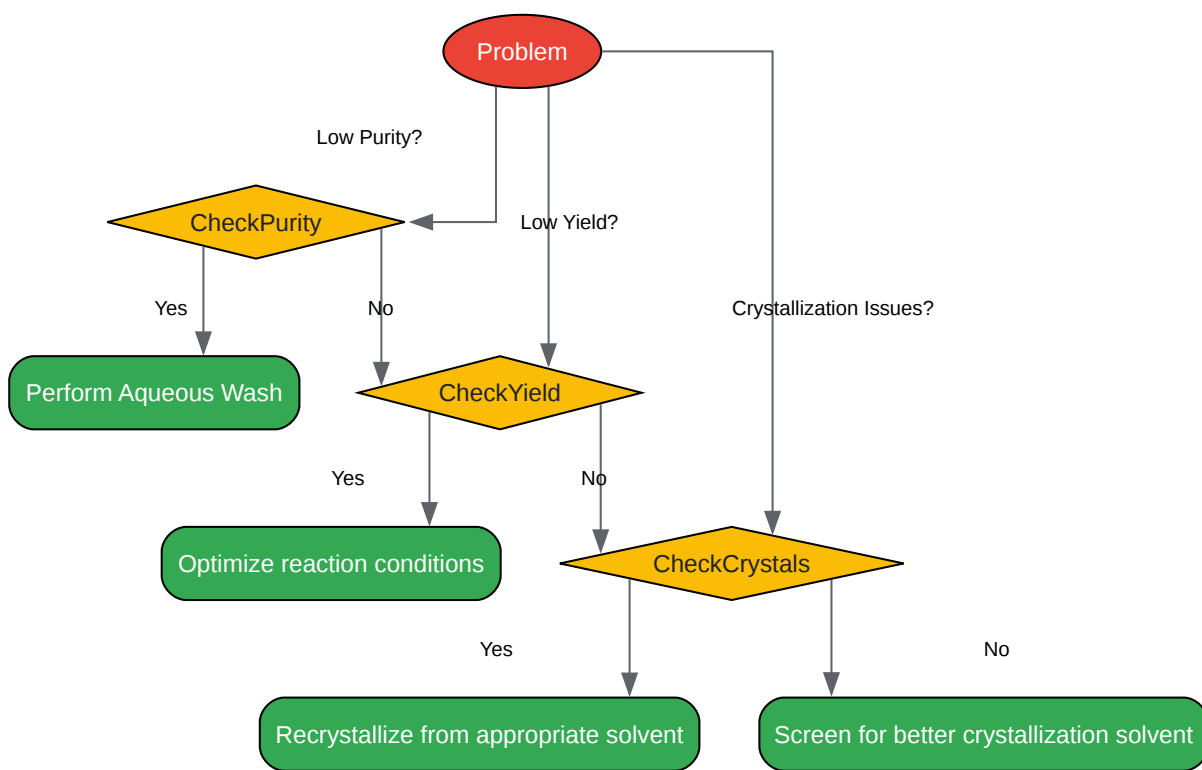 Problem
Low Purity?
CheckPurity
Low Yield?
Yes
No
Crystallization Issues?
Perform Aqueous Wash
CheckYield
Yes
No
Optimize reaction conditions
CheckCrystals
Yes
No
Recrystallize from appropriate solvent
Screen for better crystallization solvent